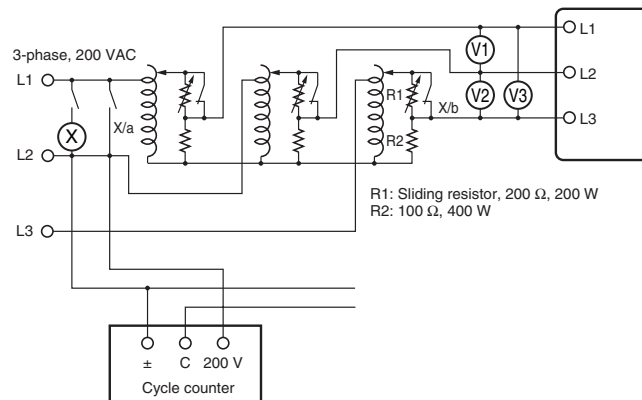 3-phase, 200 VAC
L1
L2
L3
X
X/a
R1
R2
X/b
V1
V2
V3
L1
L2
L3
R1: Sliding resistor, 200 Ω, 200 W
R2: 100 Ω, 400 W
± C 200 V
Cycle counter